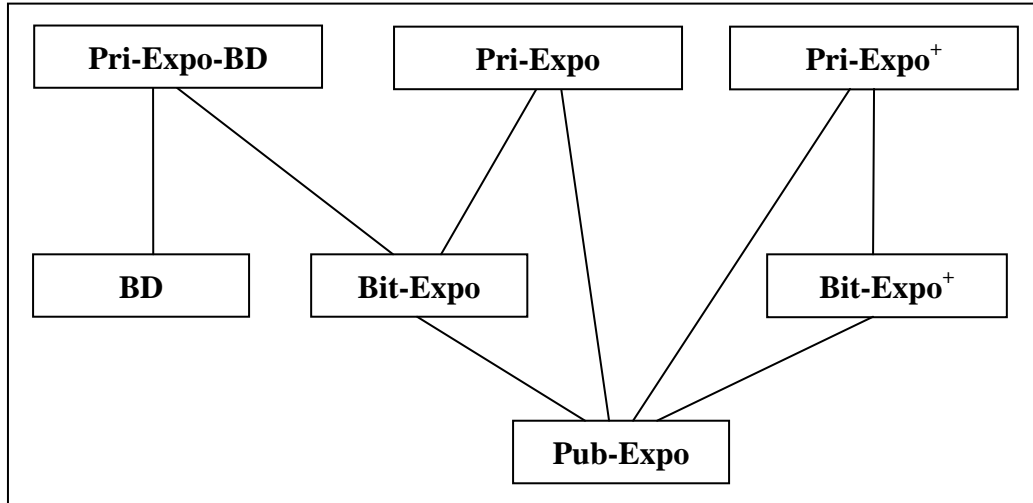 Pri-Expo-BD
Pri-Expo
Pri-Expo⁺
BD
Bit-Expo
Bit-Expo⁺
Pub-Expo